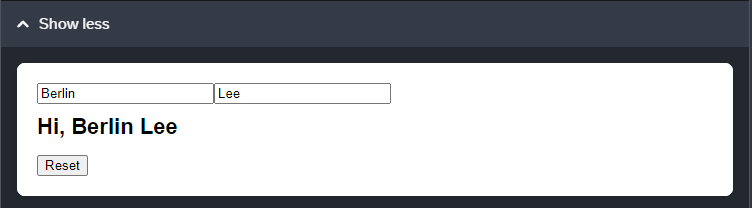 Show less
Berlin Lee
Hi, Berlin Lee
Reset